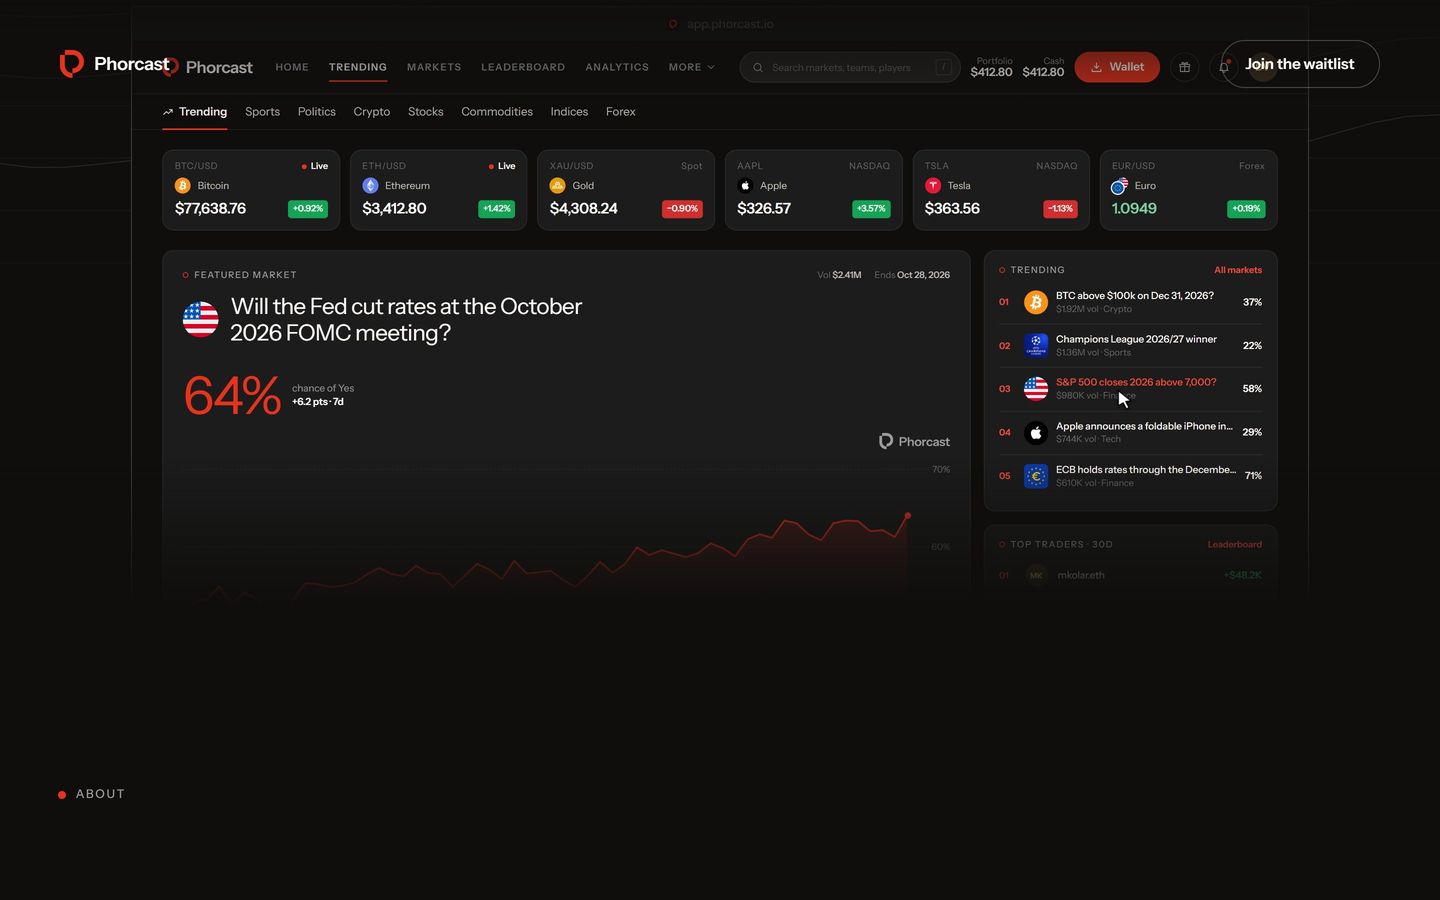 app.phorcast.io
Phorcast
Phorcast HOME TRENDING MARKETS LEADERBOARD ANALYTICS MORE Search markets, teams, players / Portfolio $412.80 Cash $412.80 Wallet
Join the waitlist
Trending Sports Politics Crypto Stocks Commodities Indices Forex
BTC/USD Live
Bitcoin
$77,638.76 +0.92%
ETH/USD Live
Ethereum
$3,412.80 +1.42%
XAU/USD Spot
Gold
$4,308.24 −0.90%
AAPL NASDAQ
Apple
$326.57 +3.57%
TSLA NASDAQ
Tesla
$363.56 −1.13%
EUR/USD Forex
Euro
1.0949 +0.19%
FEATURED MARKET Vol $2.41M Ends Oct 28, 2026
Will the Fed cut rates at the October
2026 FOMC meeting?
64% chance of Yes
+6.2 pts · 7d
Phorcast
70%
60%
TRENDING All markets
01 BTC above $100k on Dec 31, 2026? 37%
$1.92M vol · Crypto
02 Champions League 2026/27 winner 22%
$1.36M vol · Sports
03 S&P 500 closes 2026 above 7,000? 58%
$980K vol · Finance
04 Apple announces a foldable iPhone in... 29%
$744K vol · Tech
05 ECB holds rates through the Decembe... 71%
$610K vol · Finance
TOP TRADERS · 30D Leaderboard
01 MK mkolar.eth +$48.2K
ABOUT